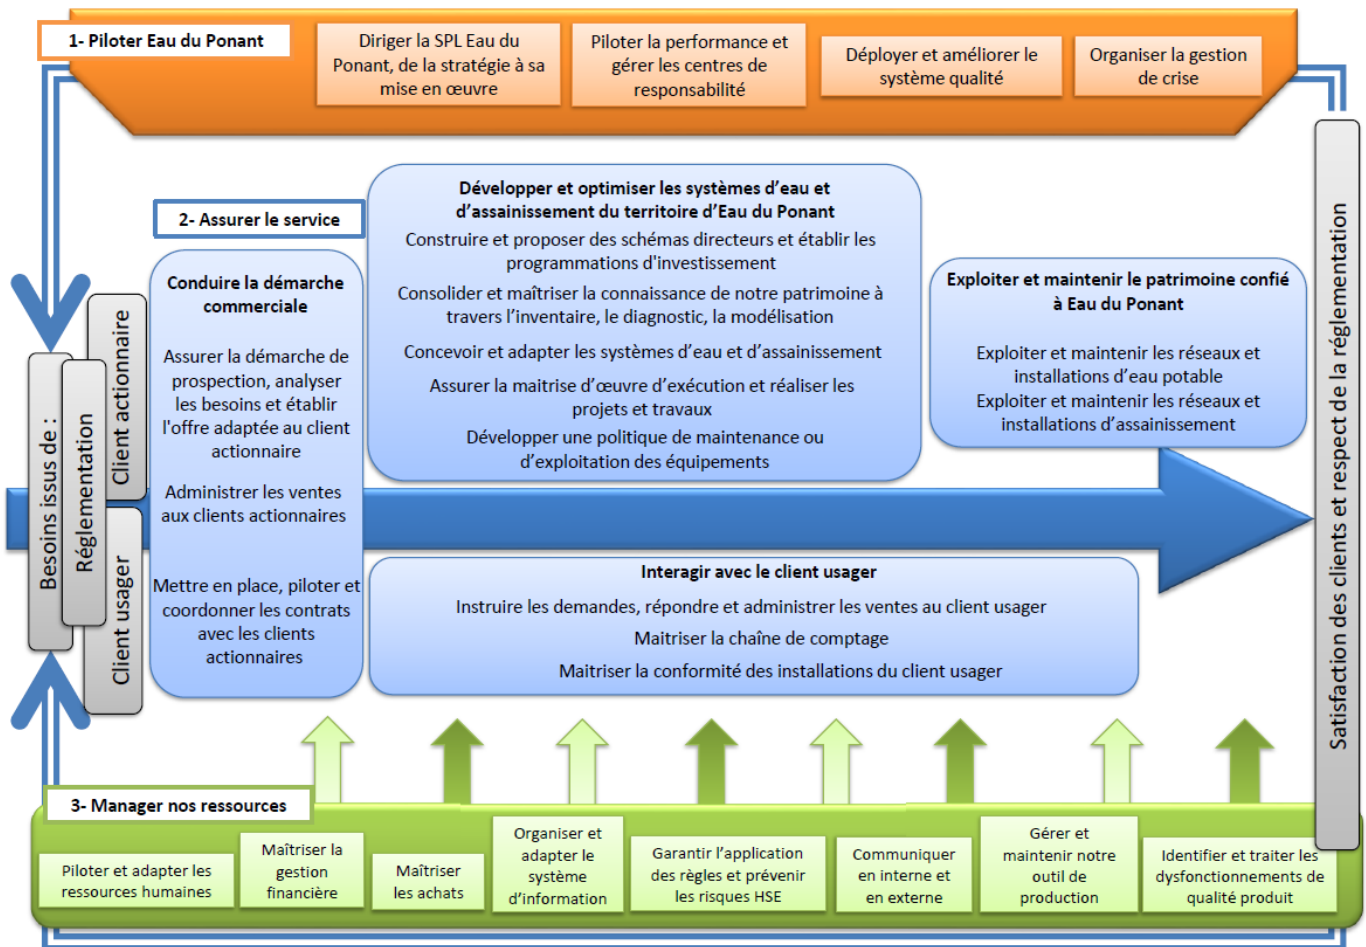 1- Piloter Eau du Ponant
Diriger la SPL Eau du
Ponant, de la stratégie à sa
mise en œuvre
Piloter la performance et
gérer les centres de
responsabilité
Déployer et améliorer le
système qualité
Organiser la gestion
de crise
2- Assurer le service
Besoins issus de :
Réglementation
Client actionnaire
Client usager
Conduire la démarche
commerciale
Assurer la démarche de
prospection, analyser
les besoins et établir
l'offre adaptée au client
actionnaire
Administrer les ventes
aux clients actionnaires
Mettre en place, piloter et
coordonner les contrats
avec les clients
actionnaires
Développer et optimiser les systèmes d’eau et
d’assainissement du territoire d’Eau du Ponant
Construire et proposer des schémas directeurs et établir les
programmations d'investissement
Consolider et maîtriser la connaissance de notre patrimoine à
travers l’inventaire, le diagnostic, la modélisation
Concevoir et adapter les systèmes d’eau et d’assainissement
Assurer la maitrise d’œuvre d’exécution et réaliser les
projets et travaux
Développer une politique de maintenance ou
d’exploitation des équipements
Exploiter et maintenir le patrimoine confié
à Eau du Ponant
Exploiter et maintenir les réseaux et
installations d’eau potable
Exploiter et maintenir les réseaux et
installations d’assainissement
Interagir avec le client usager
Instruire les demandes, répondre et administrer les ventes au client usager
Maitriser la chaîne de comptage
Maitriser la conformité des installations du client usager
Satisfaction des clients et respect de la réglementation
3- Manager nos ressources
Piloter et adapter les
ressources humaines
Maîtriser la
gestion
financière
Maîtriser
les achats
Organiser et
adapter le
système
d’information
Garantir l’application
des règles et prévenir
les risques HSE
Communiquer
en interne et
en externe
Gérer et
maintenir notre
outil de
production
Identifier et traiter les
dysfonctionnements de
qualité produit